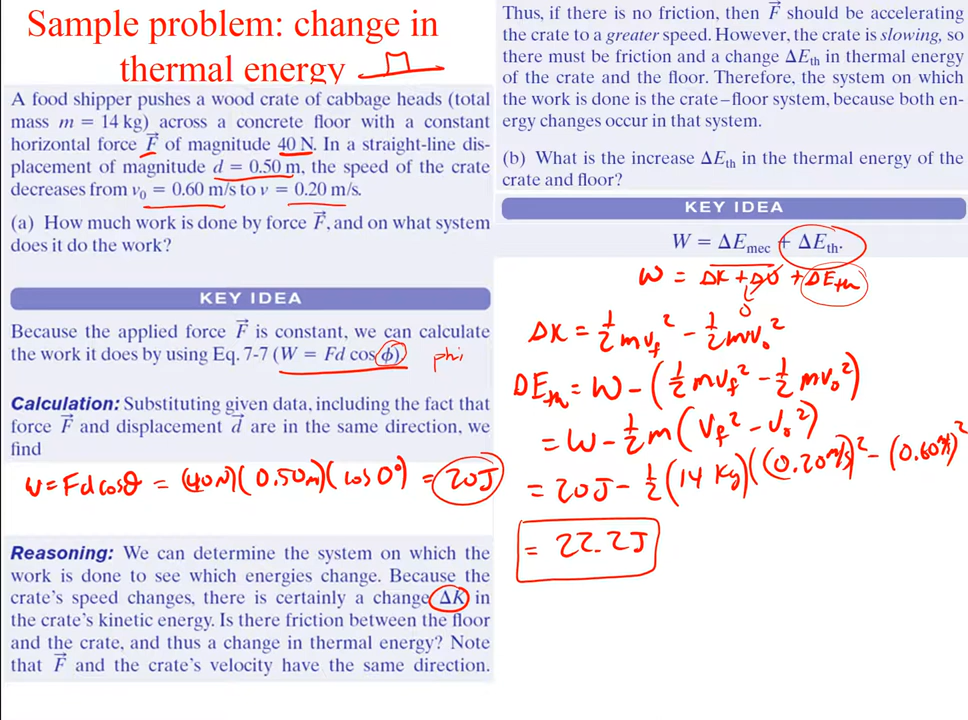 Sample problem: change in
thermal energy
A food shipper pushes a wood crate of cabbage heads (total
mass m = 14 kg) across a concrete floor with a constant
horizontal force F⃗ of magnitude 40 N. In a straight-line dis-
placement of magnitude d = 0.50 m, the speed of the crate
decreases from v₀ = 0.60 m/s to v = 0.20 m/s.
(a) How much work is done by force F⃗, and on what system
does it do the work?
KEY IDEA
Because the applied force F⃗ is constant, we can calculate
the work it does by using Eq. 7-7 (W = Fd cos ϕ).
phi
Calculation: Substituting given data, including the fact that
force F⃗ and displacement d⃗ are in the same direction, we
find
W = Fd cosθ = (40N)(0.50m)(cos 0°) = 20J
Reasoning: We can determine the system on which the
work is done to see which energies change. Because the
crate's speed changes, there is certainly a change ΔK in
the crate's kinetic energy. Is there friction between the floor
and the crate, and thus a change in thermal energy? Note
that F⃗ and the crate's velocity have the same direction.
Thus, if there is no friction, then F⃗ should be accelerating
the crate to a greater speed. However, the crate is slowing, so
there must be friction and a change ΔEth in thermal energy
of the crate and the floor. Therefore, the system on which
the work is done is the crate–floor system, because both en-
ergy changes occur in that system.
(b) What is the increase ΔEth in the thermal energy of the
crate and floor?
KEY IDEA
W = ΔEmec + ΔEth.
W = ΔK + ΔU + ΔEth
0
ΔK = ½ mvf² − ½ mv₀²
ΔEth = W − (½ mvf² − ½ mv₀²)
= W − ½ m (vf² − v₀²)
= 20J − ½ (14 kg)((0.20 m/s)² − (0.60 m/s)²
= 22.2J